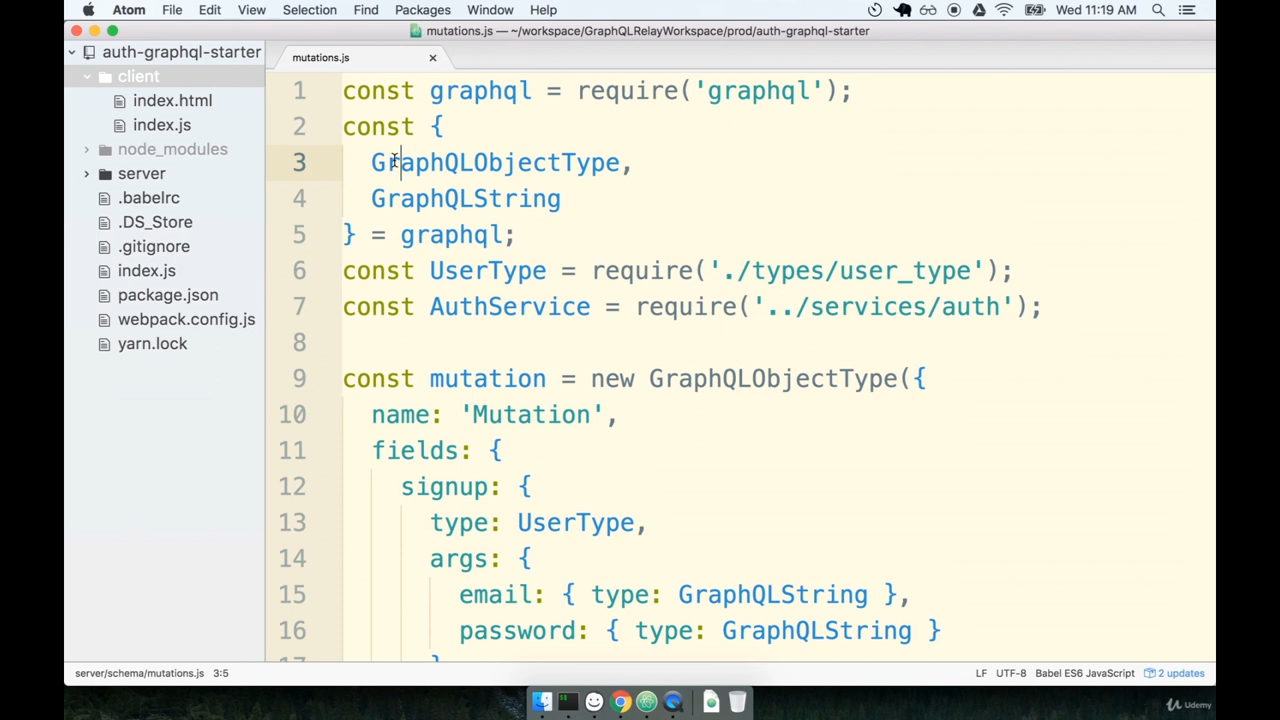 Atom File Edit View Selection Find Packages Window Help Wed 11:19 AM
mutations.js — ~/workspace/GraphQLRelayWorkspace/prod/auth-graphql-starter
auth-graphql-starter
client
index.html
index.js
node_modules
server
.babelrc
.DS_Store
.gitignore
index.js
package.json
webpack.config.js
yarn.lock
mutations.js
1 const graphql = require('graphql');
2 const {
3 GraphQLObjectType,
4 GraphQLString
5 } = graphql;
6 const UserType = require('./types/user_type');
7 const AuthService = require('../services/auth');
8
9 const mutation = new GraphQLObjectType({
10 name: 'Mutation',
11 fields: {
12 signup: {
13 type: UserType,
14 args: {
15 email: { type: GraphQLString },
16 password: { type: GraphQLString }
17 }
server/schema/mutations.js 3:5 LF UTF-8 Babel ES6 JavaScript 2 updates
Udemy